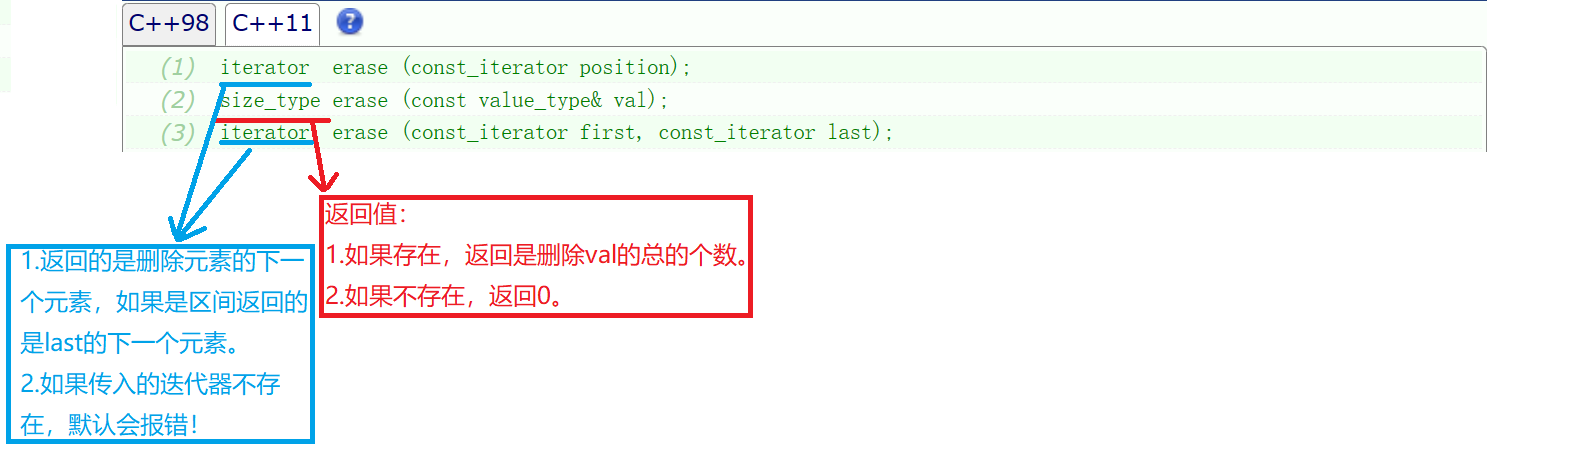 C++98 C++11 ?
(1) iterator erase (const_iterator position);
(2) size_type erase (const value_type& val);
(3) iterator erase (const_iterator first, const_iterator last);
返回值：
1.如果存在，返回是删除val的总的个数。
2.如果不存在，返回0。
1.返回的是删除元素的下一
个元素，如果是区间返回的
是last的下一个元素。
2.如果传入的迭代器不存
在，默认会报错！